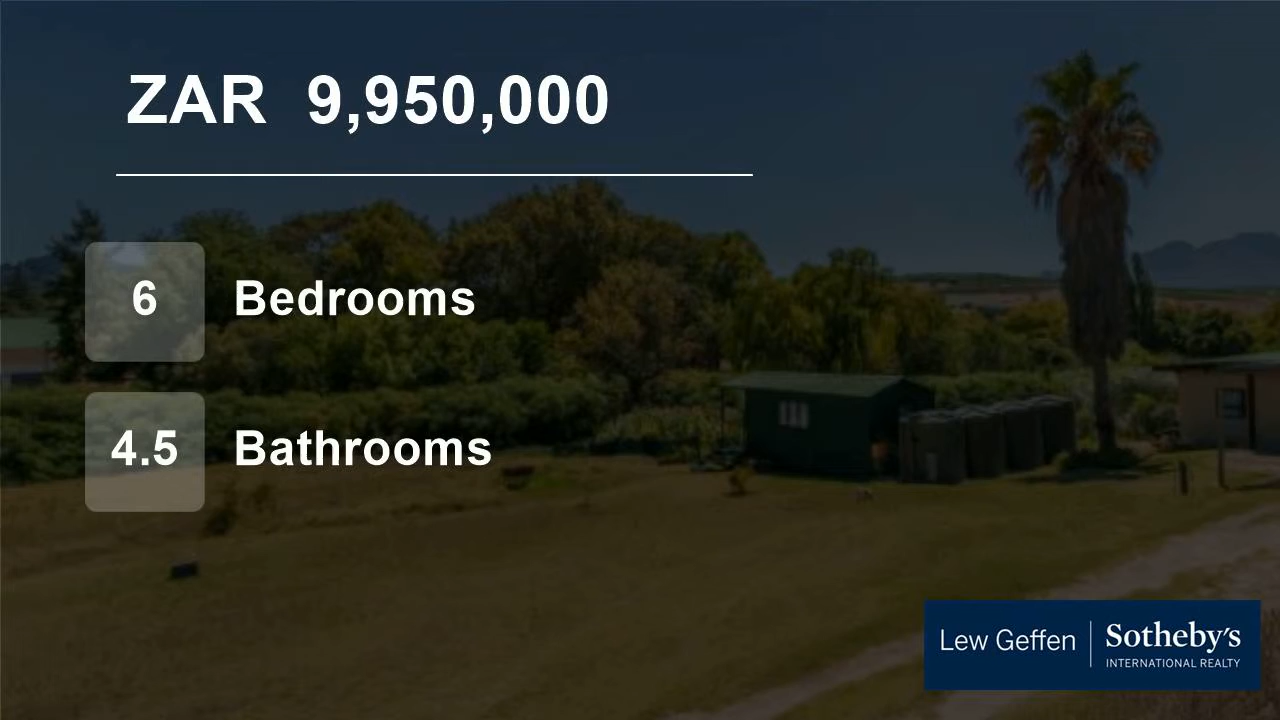 ZAR 9,950,000
6 Bedrooms
4.5 Bathrooms
Lew Geffen
Sotheby's
INTERNATIONAL REALTY